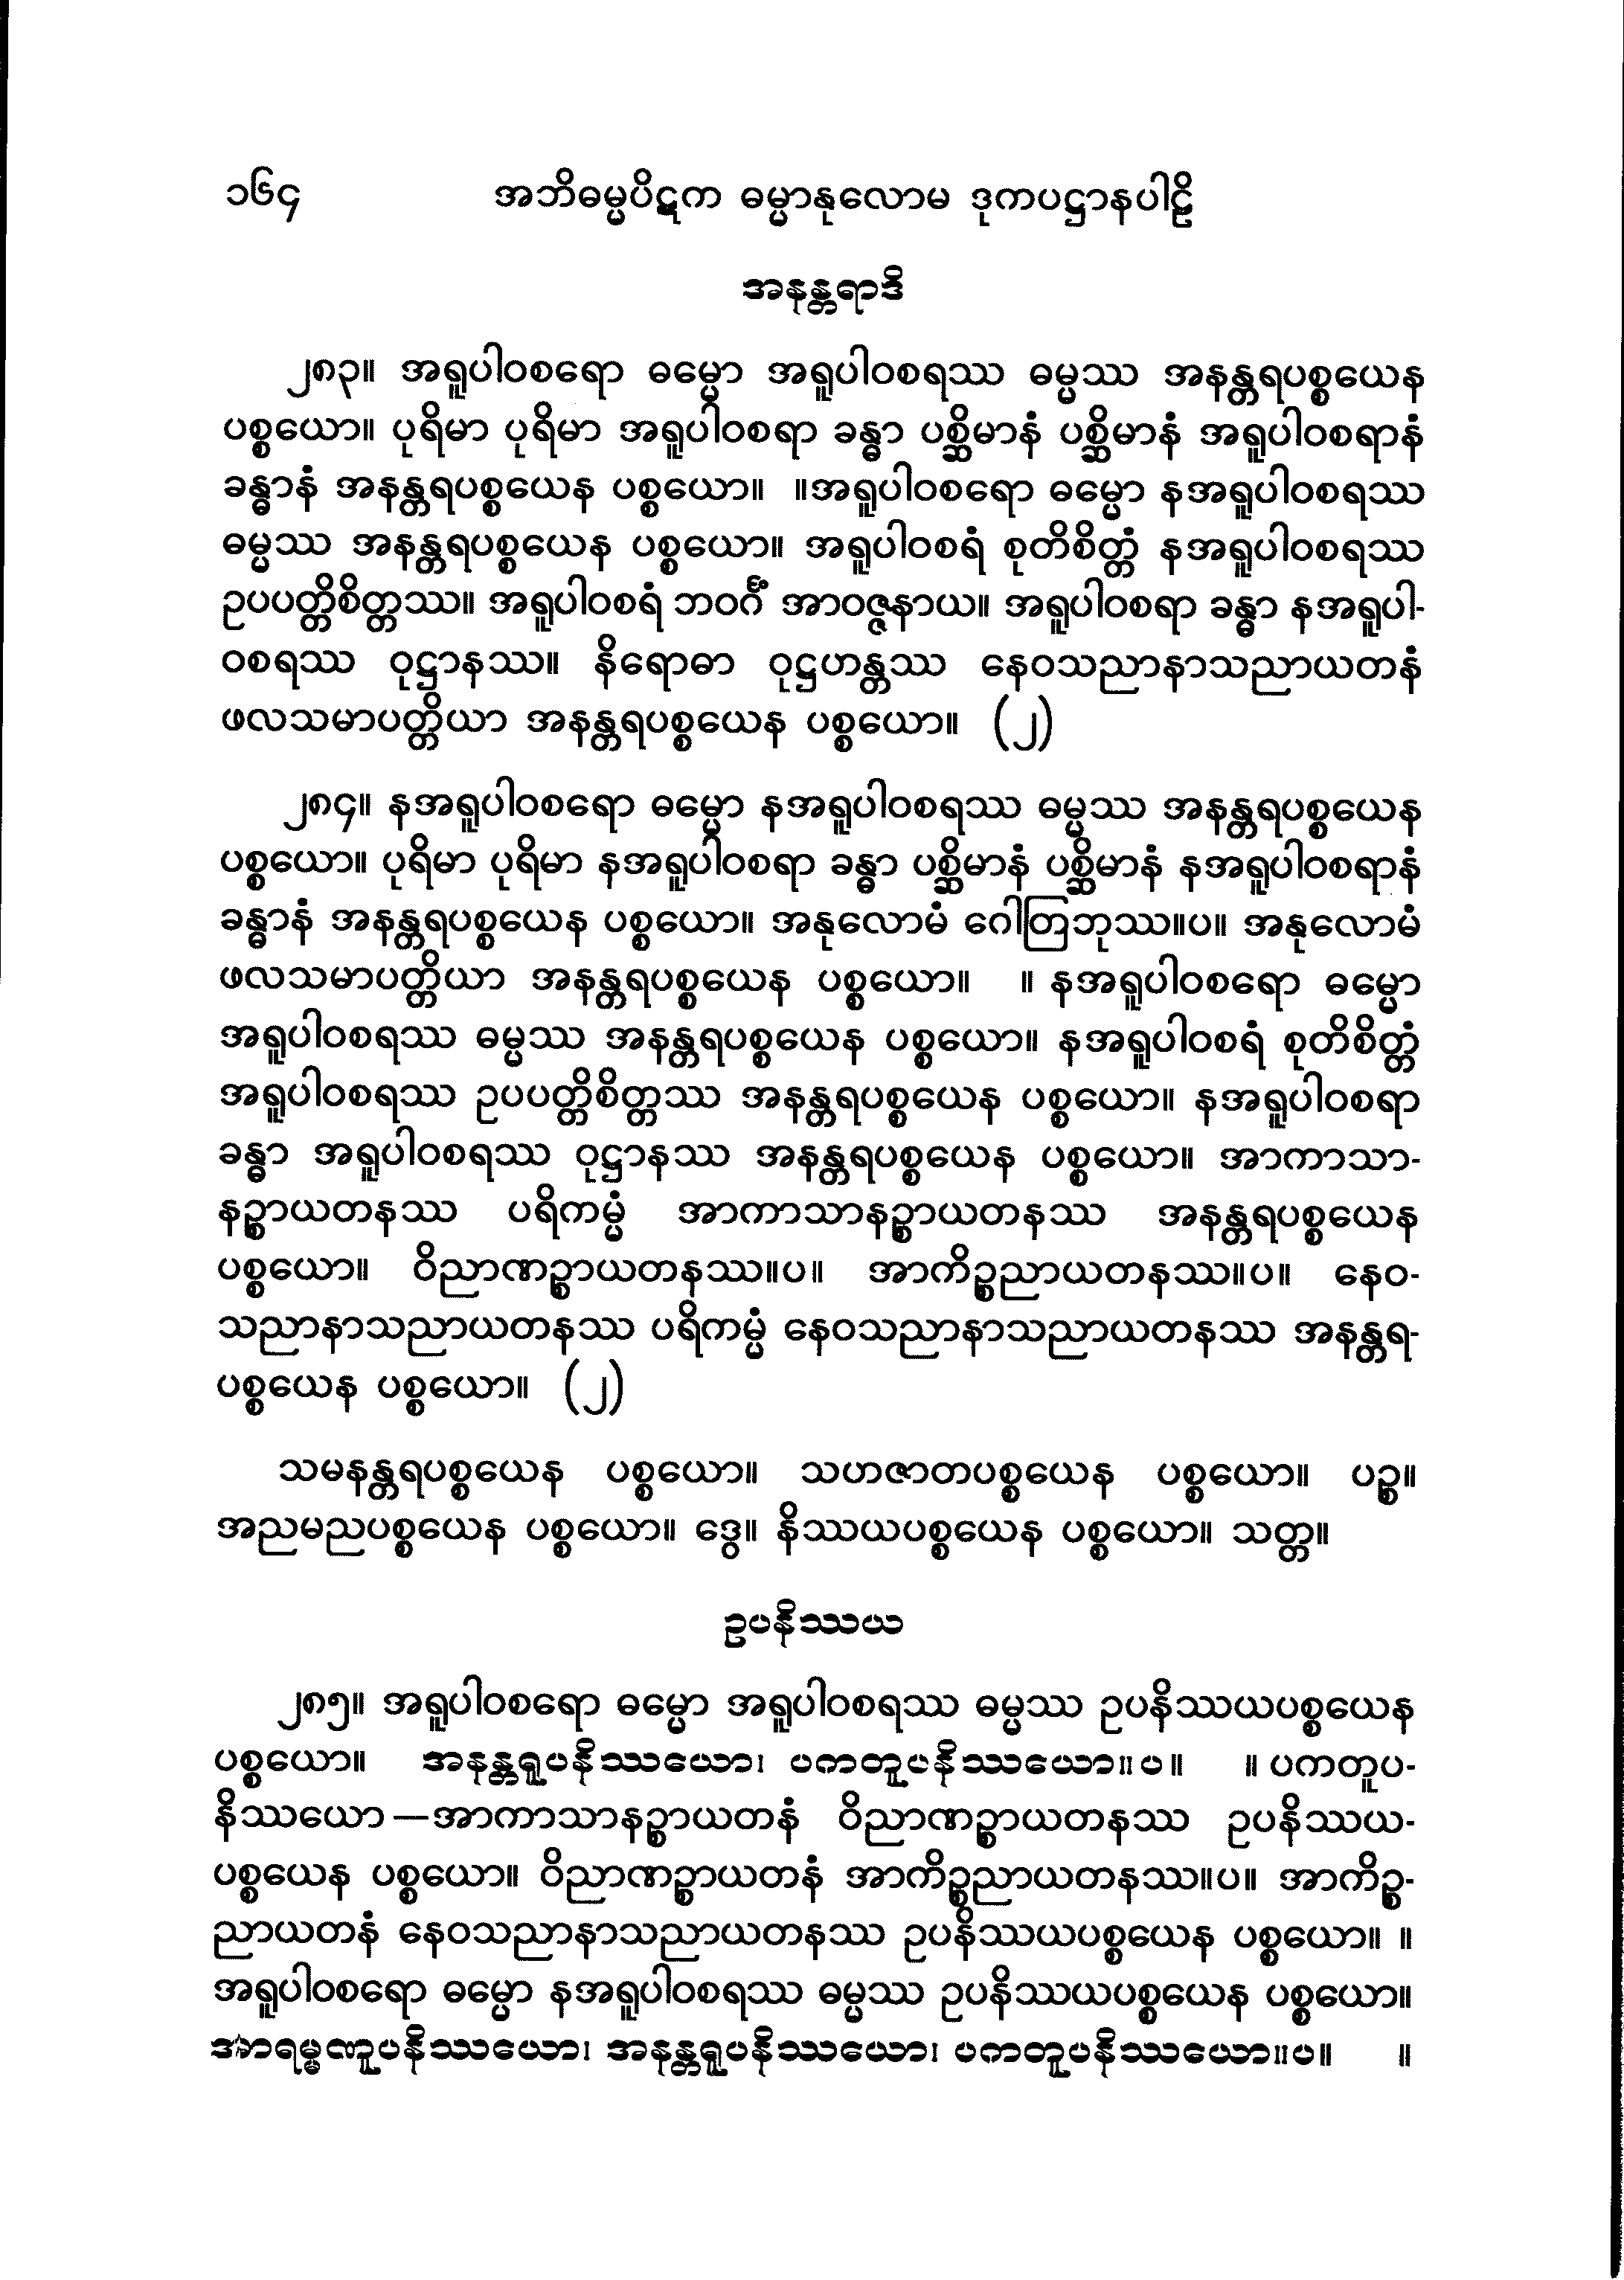 ၁၆၄ အဘိဓမ္မပိဋက ဓမ္မာနုလောမ ဒုကပဋ္ဌာနပါဠိ
အနန္တရာဒိ
၂၈၃။ အရူပါဝစရော ဓမ္မော အရူပါဝစရဿ ဓမ္မဿ အနန္တရပစ္စယေန
ပစ္စယော။ ပုရိမာ ပုရိမာ အရူပါဝစရာ ခန္ဓာ ပစ္ဆိမာနံ ပစ္ဆိမာနံ အရူပါဝစရာနံ
ခန္ဓာနံ အနန္တရပစ္စယေန ပစ္စယော။ ။အရူပါဝစရော ဓမ္မော နအရူပါဝစရဿ
ဓမ္မဿ အနန္တရပစ္စယေန ပစ္စယော။ အရူပါဝစရံ စုတိစိတ္တံ နအရူပါဝစရဿ
ဥပပတ္တိစိတ္တဿ။ အရူပါဝစရံ ဘဝင်္ဂံ အာဝဇ္ဇနာယ။ အရူပါဝစရာ ခန္ဓာ နအရူပါ-
ဝစရဿ ဝုဋ္ဌာနဿ။ နိရောဓာ ဝုဋ္ဌဟန္တဿ နေဝသညာနာသညာယတနံ
ဖလသမာပတ္တိယာ အနန္တရပစ္စယေန ပစ္စယော။ (၂)
၂၈၄။ နအရူပါဝစရော ဓမ္မော နအရူပါဝစရဿ ဓမ္မဿ အနန္တရပစ္စယေန
ပစ္စယော။ ပုရိမာ ပုရိမာ နအရူပါဝစရာ ခန္ဓာ ပစ္ဆိမာနံ ပစ္ဆိမာနံ နအရူပါဝစရာနံ
ခန္ဓာနံ အနန္တရပစ္စယေန ပစ္စယော။ အနုလောမံ ဂေါတြဘုဿ။ပ။ အနုလောမံ
ဖလသမာပတ္တိယာ အနန္တရပစ္စယေန ပစ္စယော။ ။ နအရူပါဝစရော ဓမ္မော
အရူပါဝစရဿ ဓမ္မဿ အနန္တရပစ္စယေန ပစ္စယော။ နအရူပါဝစရံ စုတိစိတ္တံ
အရူပါဝစရဿ ဥပပတ္တိစိတ္တဿ အနန္တရပစ္စယေန ပစ္စယော။ နအရူပါဝစရာ
ခန္ဓာ အရူပါဝစရဿ ဝုဋ္ဌာနဿ အနန္တရပစ္စယေန ပစ္စယော။ အာကာသာ-
နဉ္စာယတနဿ ပရိကမ္မံ အာကာသာနဉ္စာယတနဿ အနန္တရပစ္စယေန
ပစ္စယော။ ဝိညာဏဉ္စာယတနဿ။ပ။ အာကိဉ္စညာယတနဿ။ပ။ နေဝ-
သညာနာသညာယတနဿ ပရိကမ္မံ နေဝသညာနာသညာယတနဿ အနန္တရ-
ပစ္စယေန ပစ္စယော။ (၂)
သမနန္တရပစ္စယေန ပစ္စယော။ သဟဇာတပစ္စယေန ပစ္စယော။ ပဉ္စ။
အညမညပစ္စယေန ပစ္စယော။ ဒွေ။ နိဿယပစ္စယေန ပစ္စယော။ သတ္တ။
ဥပနိဿယ
၂၈၅။ အရူပါဝစရော ဓမ္မော အရူပါဝစရဿ ဓမ္မဿ ဥပနိဿယပစ္စယေန
ပစ္စယော။ အနန္တရူပနိဿယော၊ ပကတူပနိဿယော။ပ။ ။ ပကတူပ-
နိဿယော—အာကာသာနဉ္စာယတနံ ဝိညာဏဉ္စာယတနဿ ဥပနိဿယ-
ပစ္စယေန ပစ္စယော။ ဝိညာဏဉ္စာယတနံ အာကိဉ္စညာယတနဿ။ပ။ အာကိဉ္စ-
ညာယတနံ နေဝသညာနာသညာယတနဿ ဥပနိဿယပစ္စယေန ပစ္စယော။ ။
အရူပါဝစရော ဓမ္မော နအရူပါဝစရဿ ဓမ္မဿ ဥပနိဿယပစ္စယေန ပစ္စယော။
အာရမ္မဏူပနိဿယော၊ အနန္တရူပနိဿယော၊ ပကတူပနိဿယော။ပ။ ။